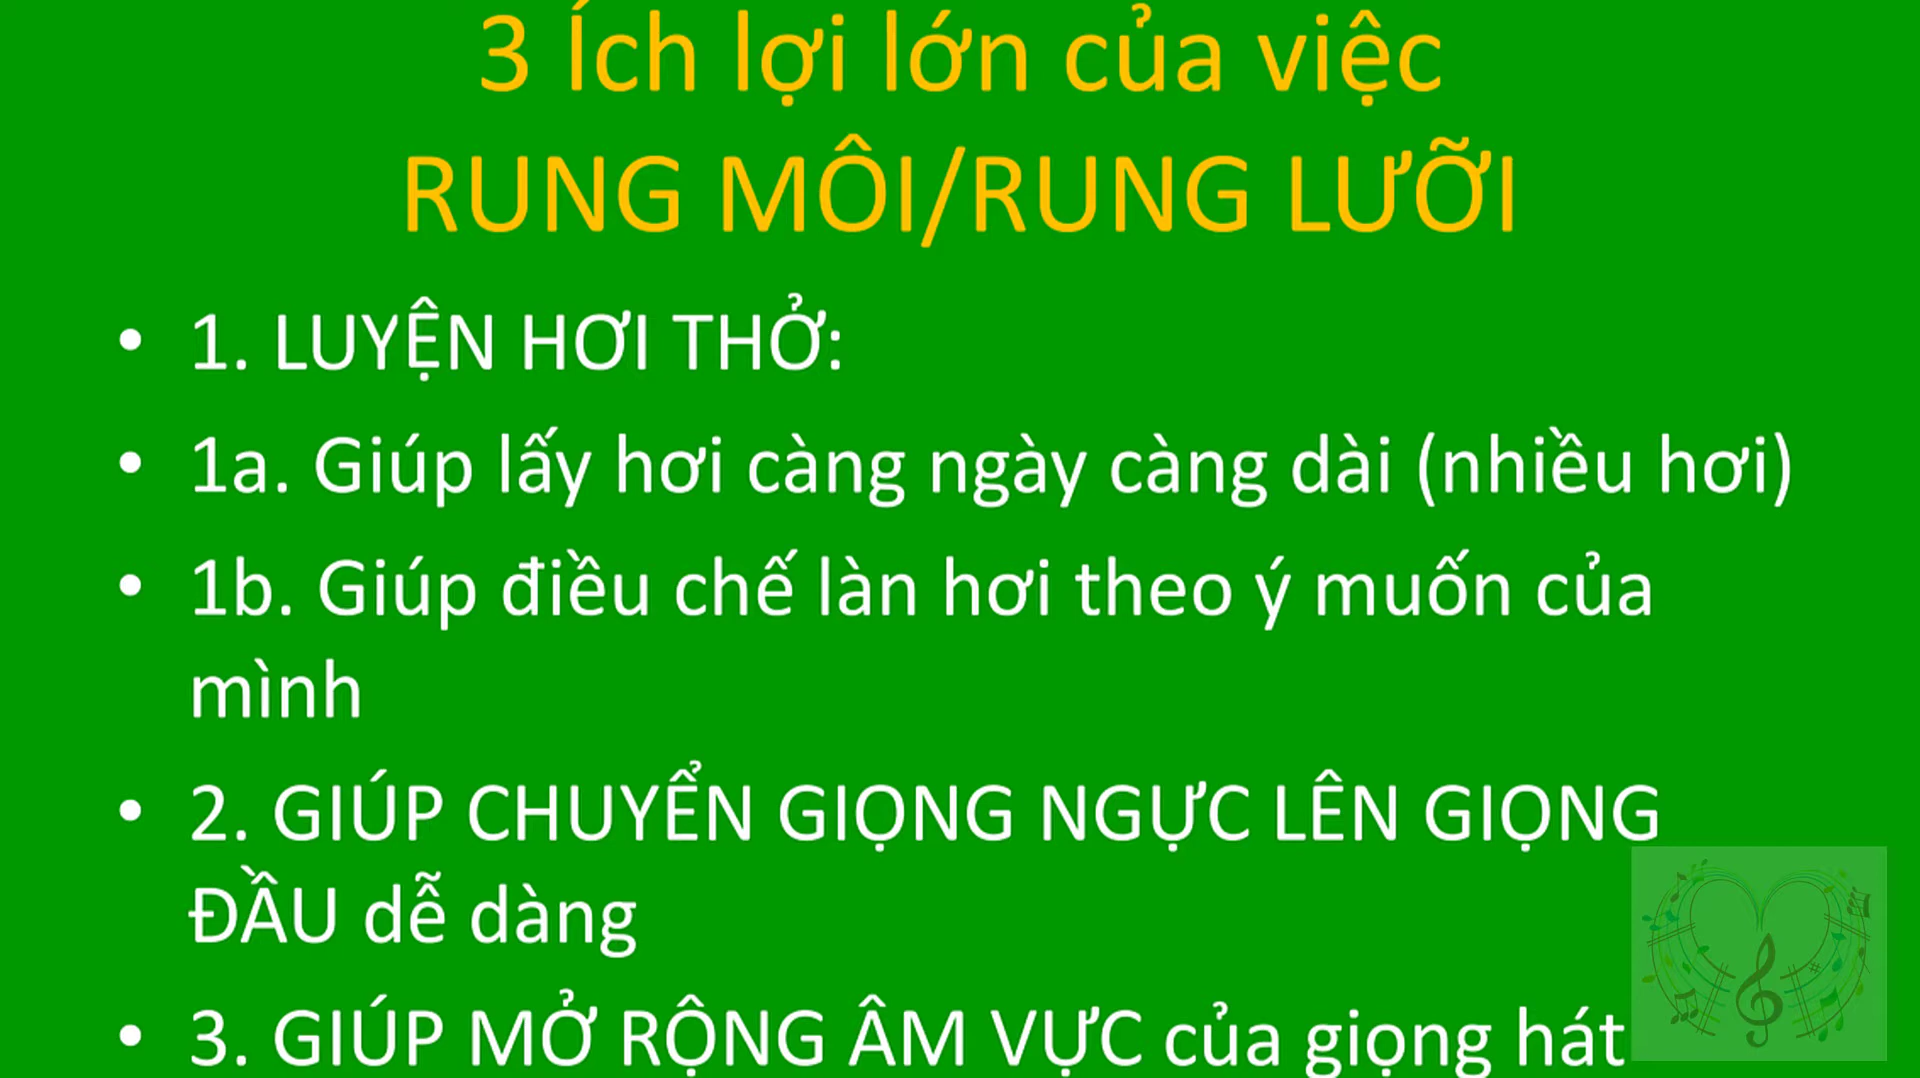 3 Ích lợi lớn của việc
RUNG MÔI/RUNG LƯỠI
• 1. LUYỆN HƠI THỞ:
• 1a. Giúp lấy hơi càng ngày càng dài (nhiều hơi)
• 1b. Giúp điều chế làn hơi theo ý muốn của
mình
• 2. GIÚP CHUYỂN GIỌNG NGỰC LÊN GIỌNG
ĐẦU dễ dàng
• 3. GIÚP MỞ RỘNG ÂM VỰC của giọng hát